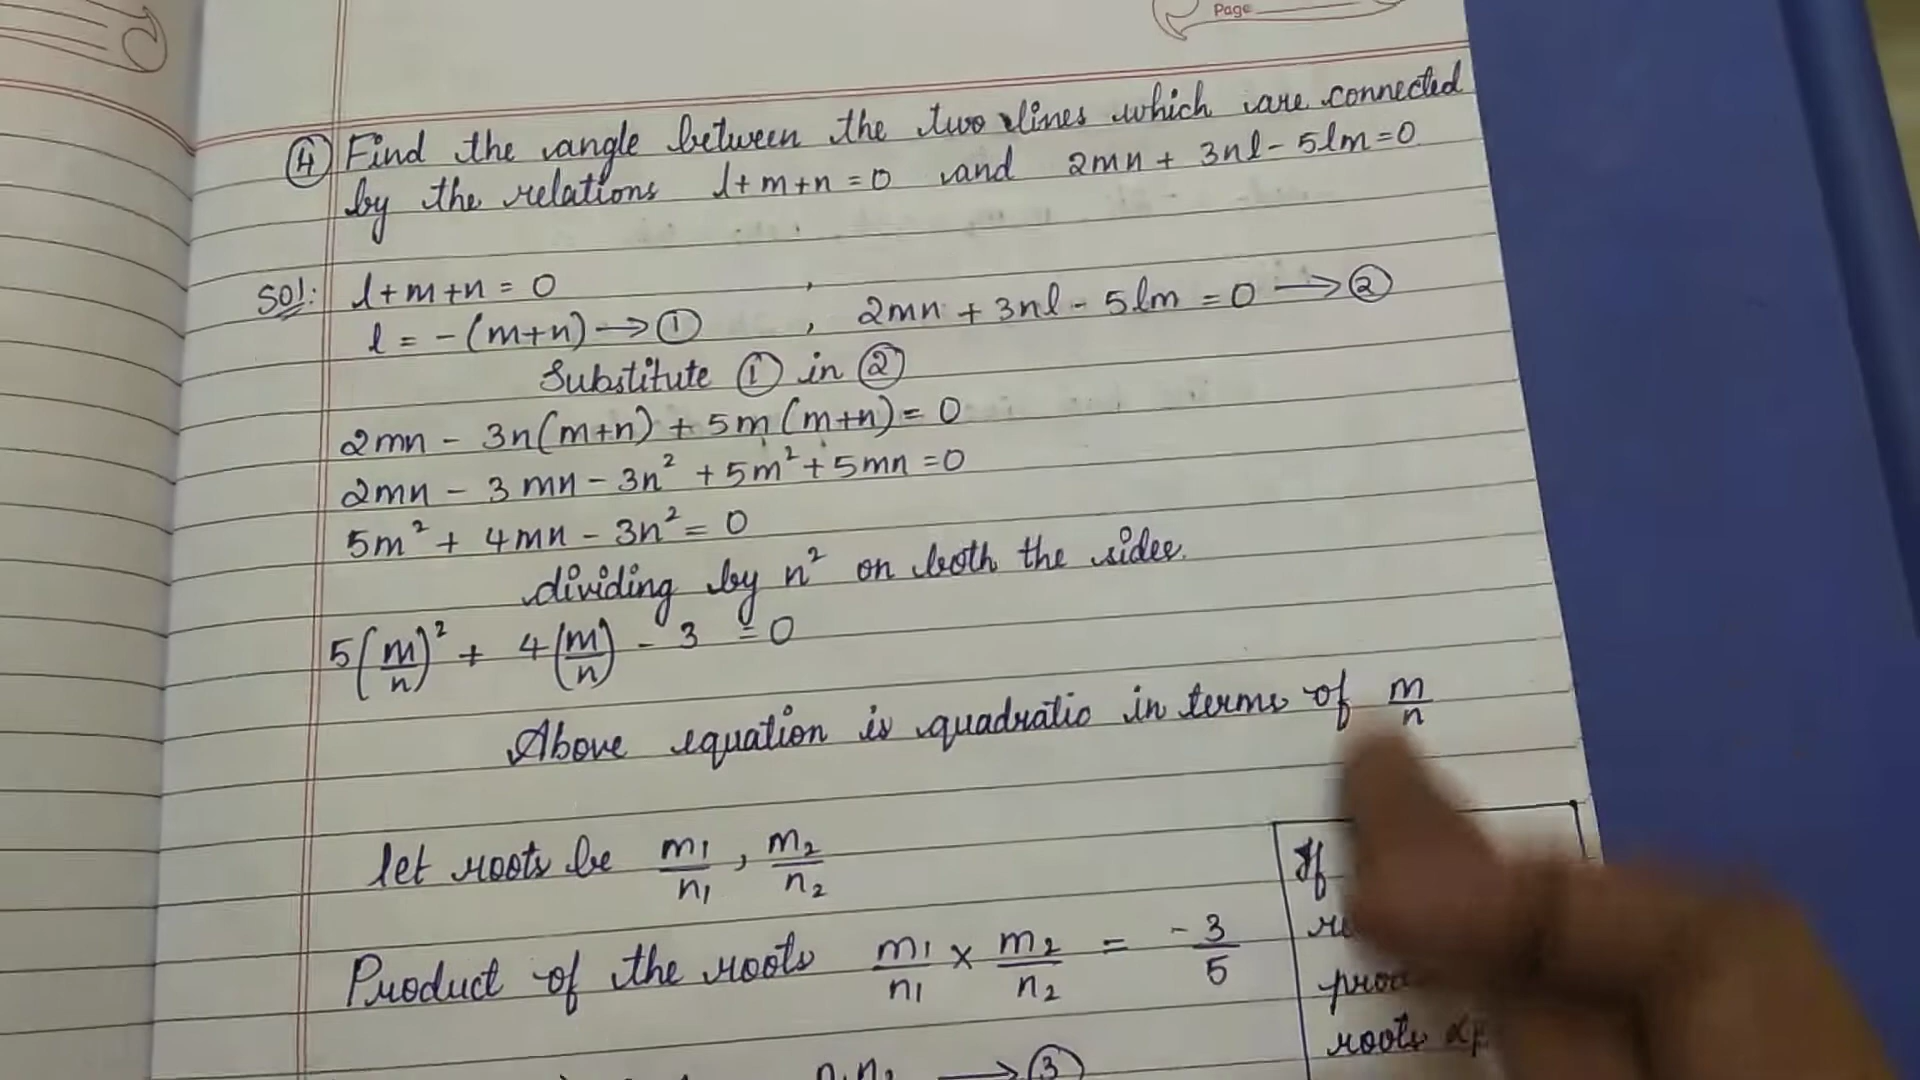 Page
④ Find the angle between the two lines which are connected
by the relations l+m+n=0 and 2mn + 3nl - 5lm=0
Sol: l+m+n = 0
l = -(m+n) → ① , 2mn + 3nl - 5lm = 0 → ②
Substitute ① in ②
2mn - 3n(m+n) + 5m(m+n) = 0
2mn - 3mn - 3n² + 5m² + 5mn = 0
5m² + 4mn - 3n² = 0
dividing by n² on both the sides.
5(m/n)² + 4(m/n) - 3 = 0
Above equation is quadratic in terms of m/n
let roots be m₁/n₁ , m₂/n₂
Product of the roots m₁/n₁ × m₂/n₂ = -3/5
If
roots
→ ③